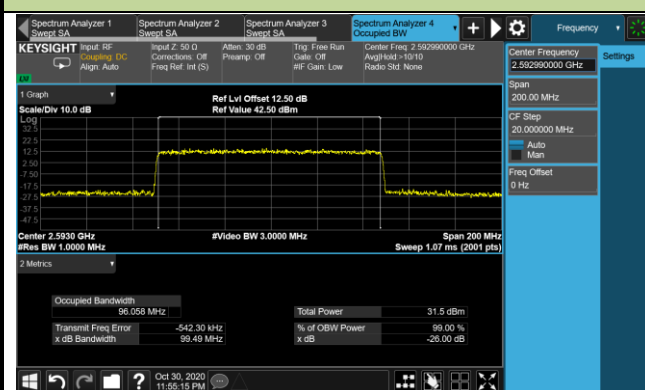 Spectrum Analyzer 1
Swept SA
Spectrum Analyzer 2
Swept SA
Spectrum Analyzer 3
Swept SA
Spectrum Analyzer 4
Occupied BW
Frequency
KEYSIGHT
Input: RF
Coupling: DC
Align: Auto
Input Z: 50 Ω
Corrections: Off
Freq Ref: Int (S)
Atten: 30 dB
Preamp: Off
Trig: Free Run
Gate: Off
#IF Gain: Low
Center Freq: 2.592990000 GHz
Avg|Hold:>10/10
Radio Std: None
Center Frequency
2.592990000 GHz
Settings
Span
200.00 MHz
CF Step
20.000000 MHz
Auto
Man
Freq Offset
0 Hz
1 Graph
Scale/Div 10.0 dB
Ref Lvl Offset 12.50 dB
Ref Value 42.50 dBm
Log
32.5
22.5
12.5
2.50
-7.50
-17.5
-27.5
-37.5
-47.5
Center 2.5930 GHz
#Video BW 3.0000 MHz
Span 200 MHz
#Res BW 1.0000 MHz
Sweep 1.07 ms (2001 pts)
2 Metrics
Occupied Bandwidth
96.058 MHz
Total Power
31.5 dBm
Transmit Freq Error
-542.30 kHz
% of OBW Power
99.00 %
x dB Bandwidth
99.49 MHz
x dB
-26.00 dB
Oct 30, 2020
11:55:15 PM